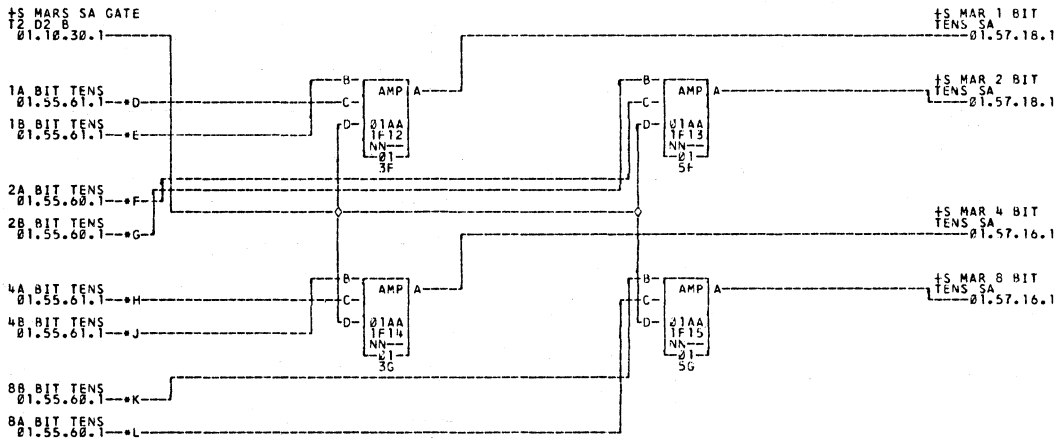 +S MARS SA GATE
T2 D2 B
01.10.30.1
1A BIT TENS
01.55.61.1 *D
1B BIT TENS
01.55.61.1 *E
2A BIT TENS
01.55.60.1 *F
2B BIT TENS
01.55.60.1 *G
4A BIT TENS
01.55.61.1 *H
4B BIT TENS
01.55.61.1 *J
8B BIT TENS
01.55.60.1 *K
8A BIT TENS
01.55.60.1 *L
B
AMP A
C
D
01AA
1F12
NN
01
3F
B
AMP A
C
D
01AA
1F14
NN
01
3G
B
AMP A
C
D
01AA
1F13
NN
01
5F
B
AMP A
C
D
01AA
1F15
NN
01
5G
+S MAR 1 BIT
TENS SA
01.57.18.1
+S MAR 2 BIT
TENS SA
01.57.18.1
+S MAR 4 BIT
TENS SA
01.57.16.1
+S MAR 8 BIT
TENS SA
01.57.16.1